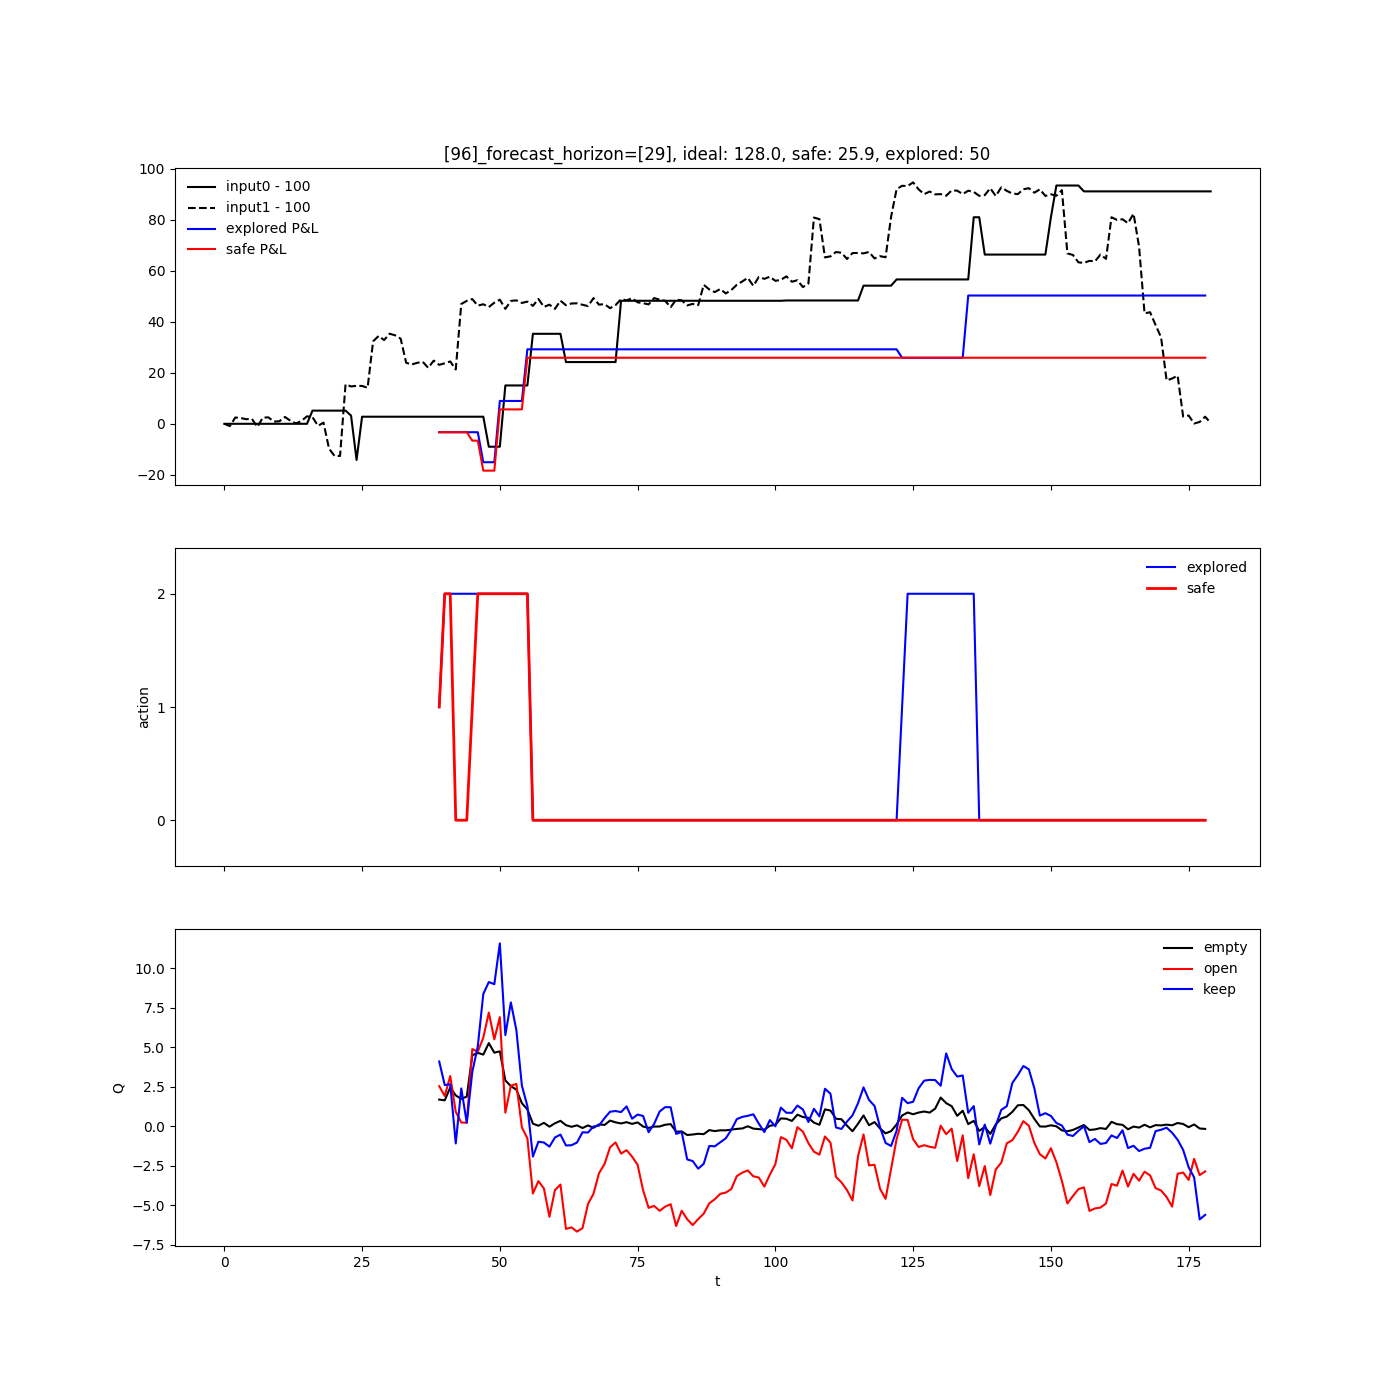 [96]_forecast_horizon=[29], ideal: 128.0, safe: 25.9, explored: 50
100
80
60
40
20
0
−20
input0 - 100
input1 - 100
explored P&L
safe P&L
2
1
0
action
explored
safe
10.0
7.5
5.0
2.5
0.0
−2.5
−5.0
−7.5
Q
empty
open
keep
0 25 50 75 100 125 150 175
t